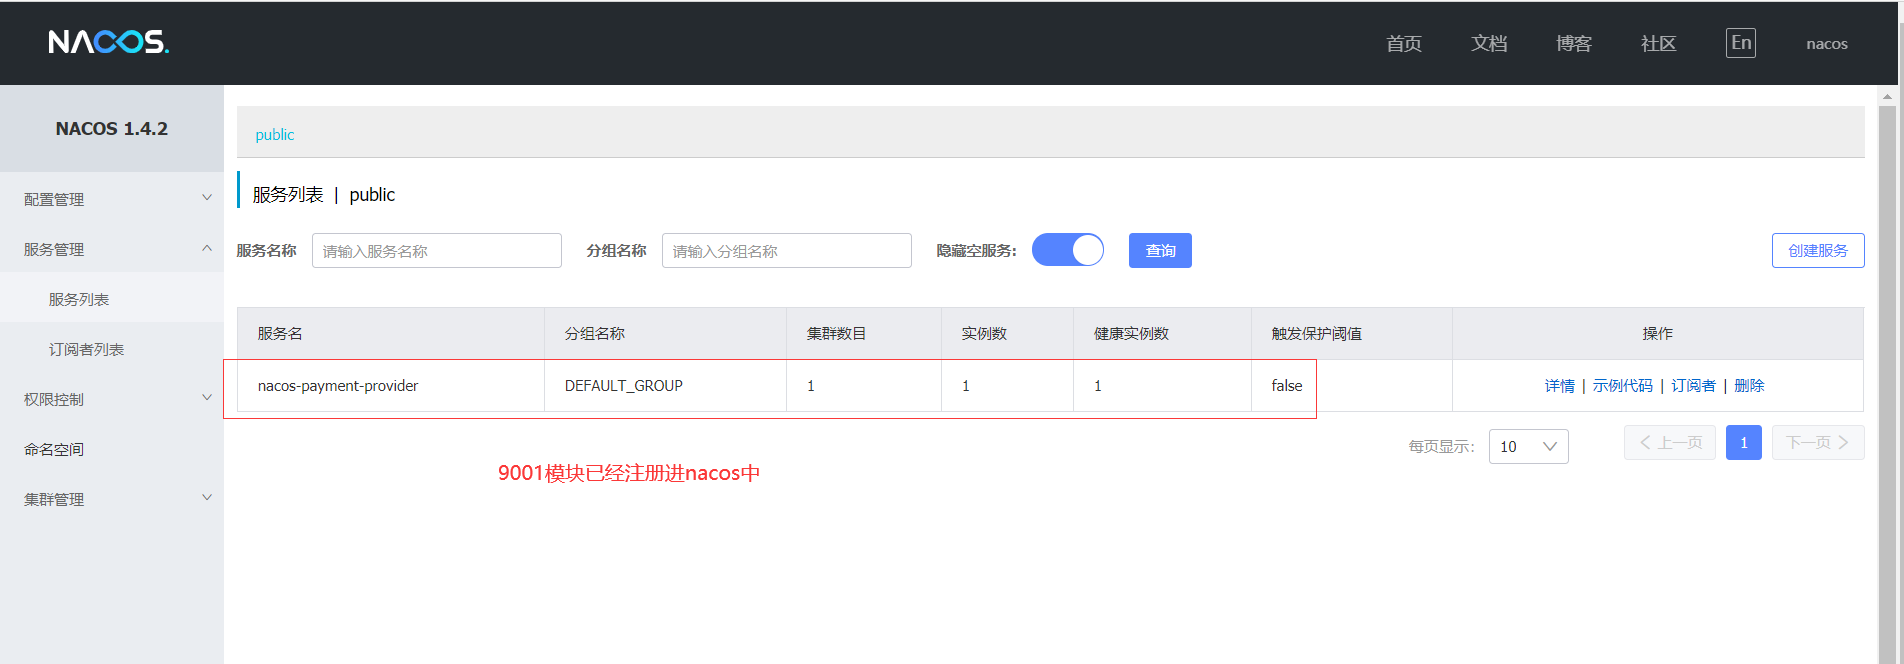 NACOS.
首页 文档 博客 社区 En nacos
NACOS 1.4.2
配置管理
服务管理
服务列表
订阅者列表
权限控制
命名空间
集群管理
public
服务列表 | public
服务名称 请输入服务名称 分组名称 请输入分组名称 隐藏空服务: 查询 创建服务
服务名 分组名称 集群数目 实例数 健康实例数 触发保护阈值 操作
nacos-payment-provider DEFAULT_GROUP 1 1 1 false 详情 | 示例代码 | 订阅者 | 删除
每页显示: 10 上一页 1 下一页
9001模块已经注册进nacos中